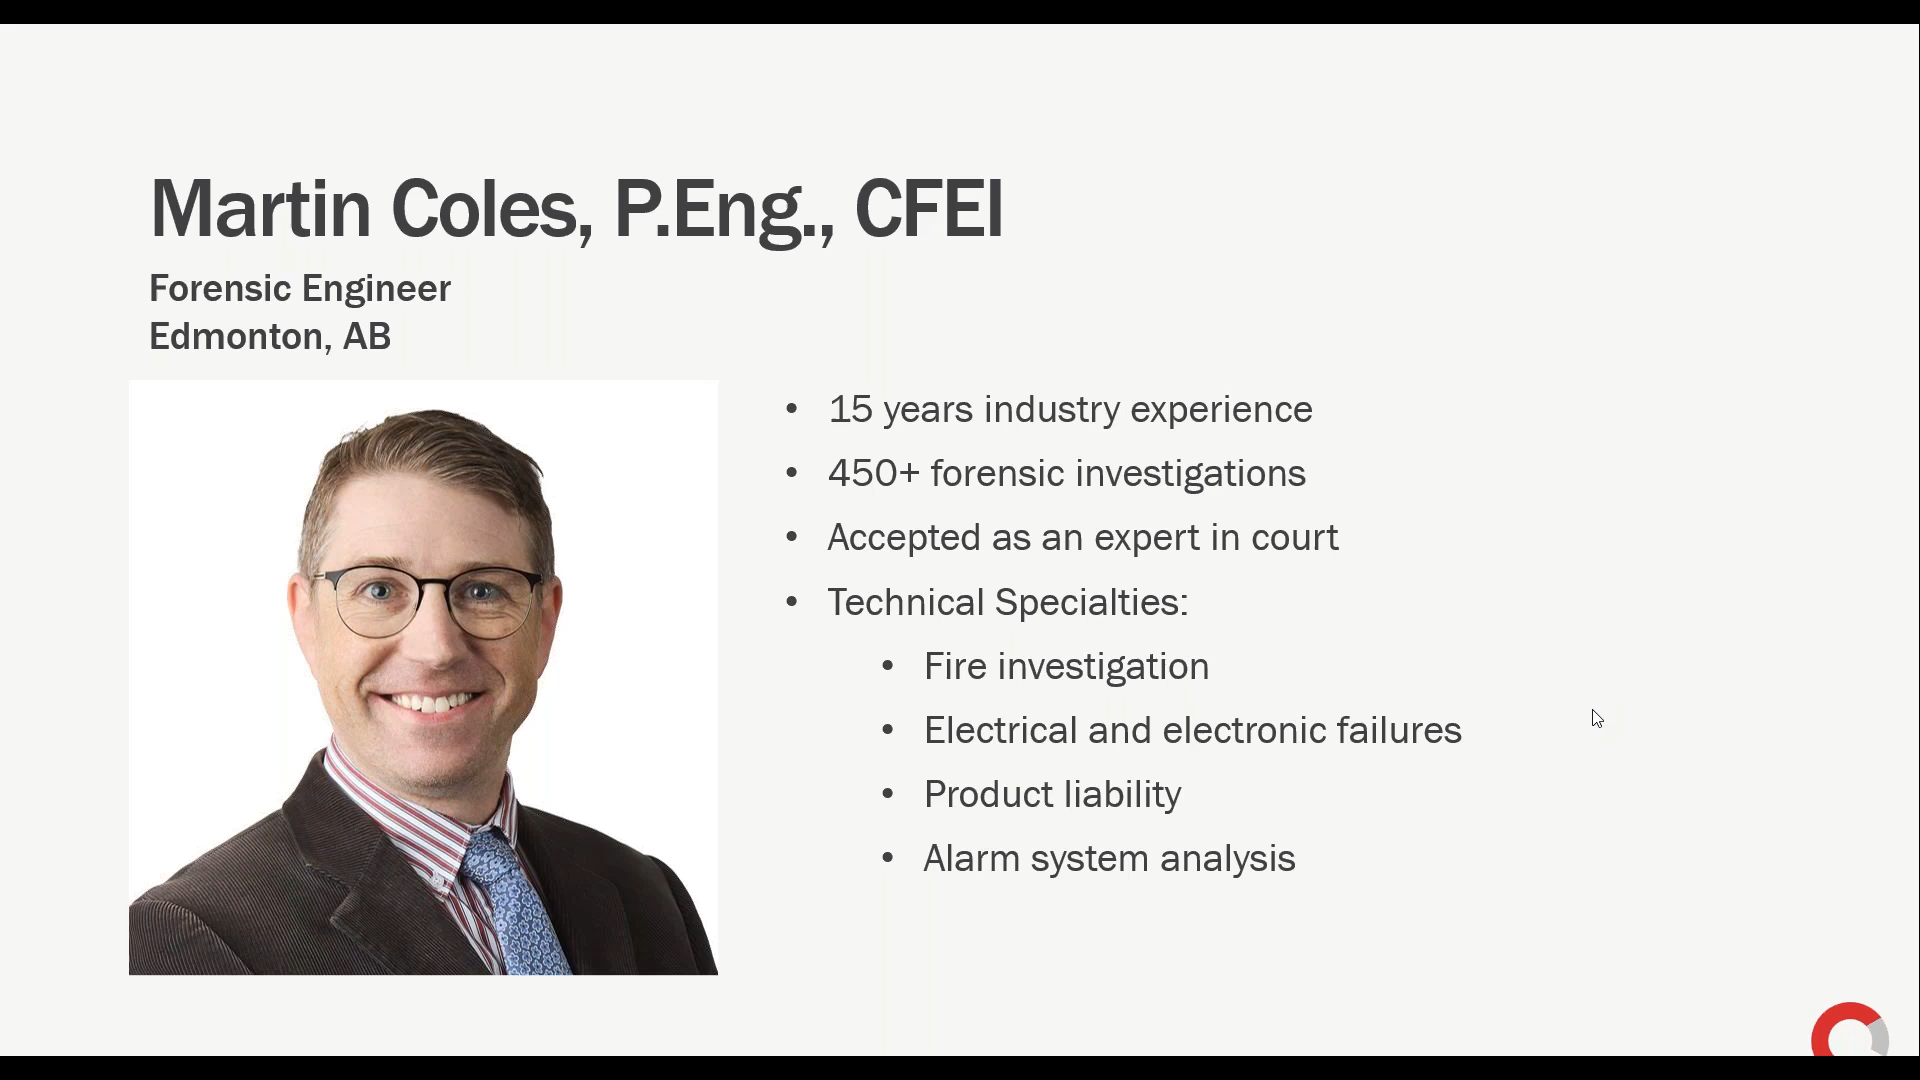 Martin Coles, P.Eng., CFEI
Forensic Engineer
Edmonton, AB
• 15 years industry experience
• 450+ forensic investigations
• Accepted as an expert in court
• Technical Specialties:
• Fire investigation
• Electrical and electronic failures
• Product liability
• Alarm system analysis